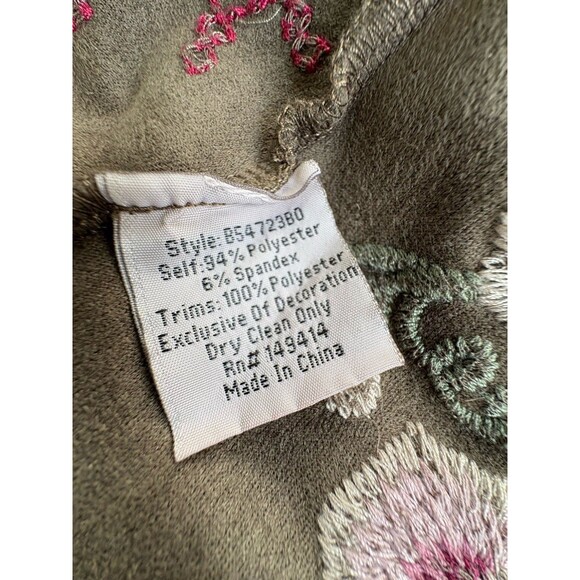 Style: B54723BO
Self: 94% Polyester
6% Spandex
Trims: 100% Polyester
Exclusive Of Decoration
Dry Clean Only
Rn# 149414
Made In China